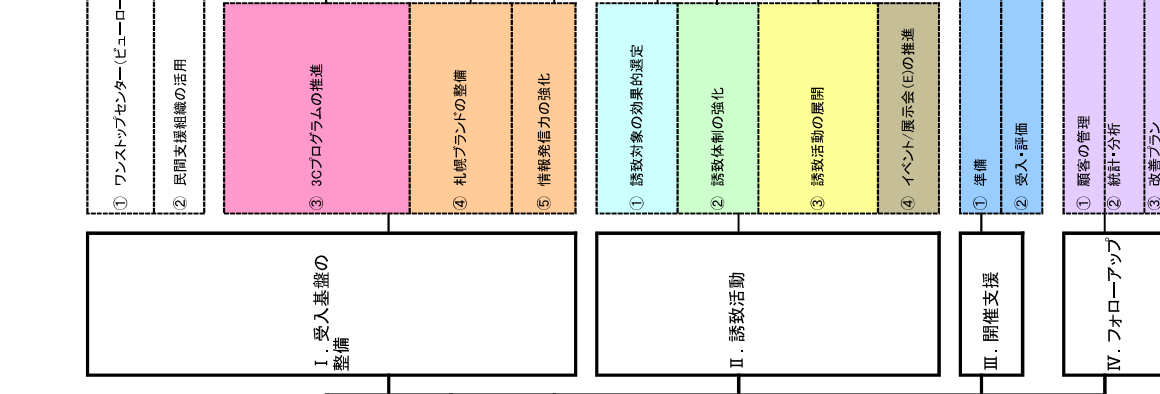 Ⅰ．受入基盤の
整備
① ワンストップセンター（ビューロー
② 民間支援組織の活用
③ 3Cプログラムの推進
④ 札幌ブランドの整備
⑤ 情報発信力の強化
Ⅱ．誘致活動
① 誘致対象の効果的選定
② 誘致体制の強化
③ 誘致活動の展開
④ イベント/展示会（E）の推進
Ⅲ．開催支援
① 準備
② 受入・評価
Ⅳ．フォローアップ
① 顧客の管理
② 統計・分析
③ 改善プラン